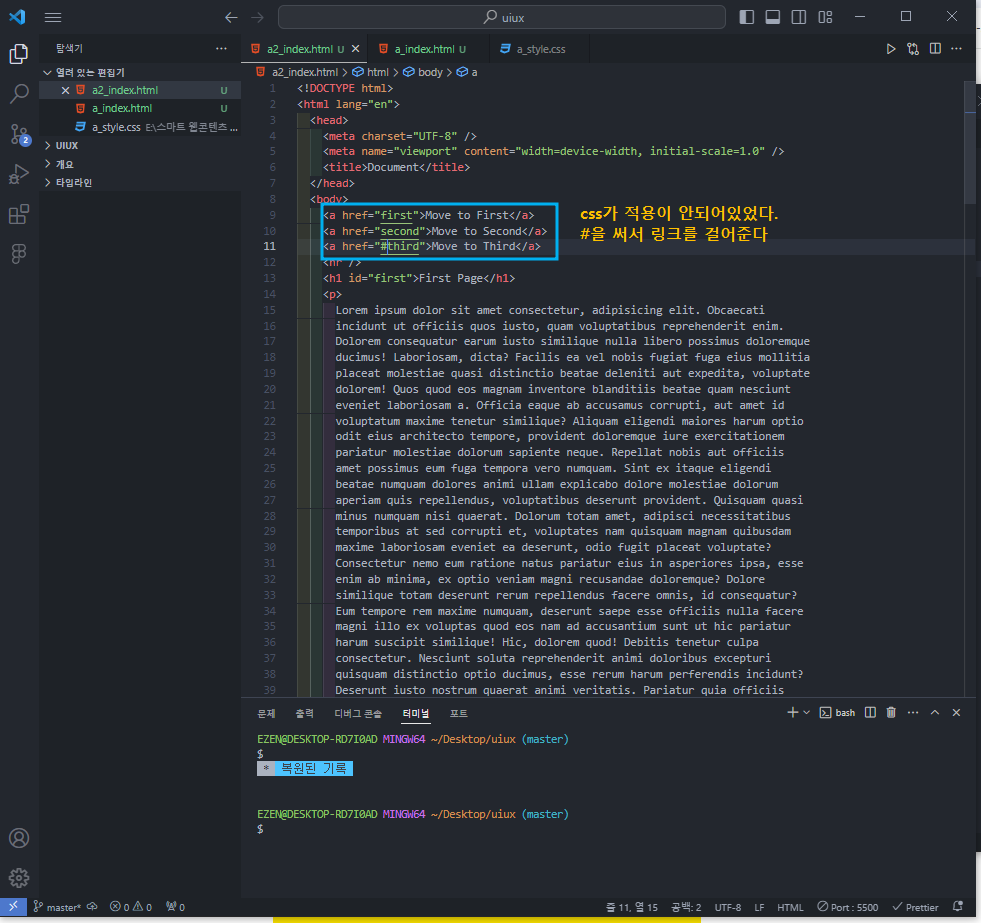 uiux
탐색기
열려 있는 편집기
a2_index.html U
a_index.html U
a_style.css E:\스마트 웹콘텐즈 ...
2
UIUX
개요
타임라인
a2_index.html U
a_index.html U
a_style.css
a2_index.html > html > body > a
1 <!DOCTYPE html>
2 <html lang="en">
3 <head>
4 <meta charset="UTF-8" />
5 <meta name="viewport" content="width=device-width, initial-scale=1.0" />
6 <title>Document</title>
7 </head>
8 <body>
9 <a href="first">Move to First</a>
10 <a href="second">Move to Second</a>
11 <a href="#third">Move to Third</a>
css가 적용이 안되어있었다.
#을 써서 링크를 걸어준다
12 <hr />
13 <h1 id="first">First Page</h1>
14 <p>
15 Lorem ipsum dolor sit amet consectetur, adipisicing elit. Obcaecati
16 incidunt ut officiis quos iusto, quam voluptatibus reprehenderit enim.
17 Dolorem consequatur earum iusto similique nulla libero possimus doloremque
18 ducimus! Laboriosam, dicta? Facilis ea vel nobis fugiat fuga eius mollitia
19 placeat molestiae quasi distinctio beatae deleniti aut expedita, voluptate
20 dolorem! Quos quod eos magnam inventore blanditiis beatae quam nesciunt
21 eveniet laboriosam a. Officia eaque ab accusamus corrupti, aut amet id
22 voluptatum maxime tenetur similique? Aliquam eligendi maiores harum optio
23 odit eius architecto tempore, provident doloremque iure exercitationem
24 pariatur molestiae dolorum sapiente neque. Repellat nobis aut officiis
25 amet possimus eum fuga tempora vero numquam. Sint ex itaque eligendi
26 beatae numquam dolores animi ullam explicabo dolore molestiae dolorum
27 aperiam quis repellendus, voluptatibus deserunt provident. Quisquam quasi
28 minus numquam nisi quaerat. Dolorum totam amet, adipisci necessitatibus
29 temporibus at sed corrupti et, voluptates nam quisquam magnam quibusdam
30 maxime laboriosam eveniet ea deserunt, odio fugit placeat voluptate?
31 Consectetur nemo eum ratione natus pariatur eius in asperiores ipsa, esse
32 enim ab minima, ex optio veniam magni recusandae doloremque? Dolore
33 similique totam deserunt rerum repellendus facere omnis, id consequatur?
34 Eum tempore rem maxime numquam, deserunt saepe esse officiis nulla facere
35 magni illo ex voluptas quod eos nam ad accusantium sunt ut hic pariatur
36 harum suscipit similique! Hic, dolorem quod! Debitis tenetur culpa
37 consectetur. Nesciunt soluta reprehenderit animi doloribus excepturi
38 quisquam distinctio optio ducimus, esse rerum harum perferendis incidunt?
39 Deserunt iusto nostrum quaerat animi veritatis. Pariatur quia officiis
문제 출력 디버그 콘솔 터미널 포트
bash
EZEN@DESKTOP-RD7I0AD MINGW64 ~/Desktop/uiux (master)
$
* 복원된 기록
EZEN@DESKTOP-RD7I0AD MINGW64 ~/Desktop/uiux (master)
$
master* 0 0 0 줄 11, 열 15 공백: 2 UTF-8 LF HTML Port : 5500 Prettier